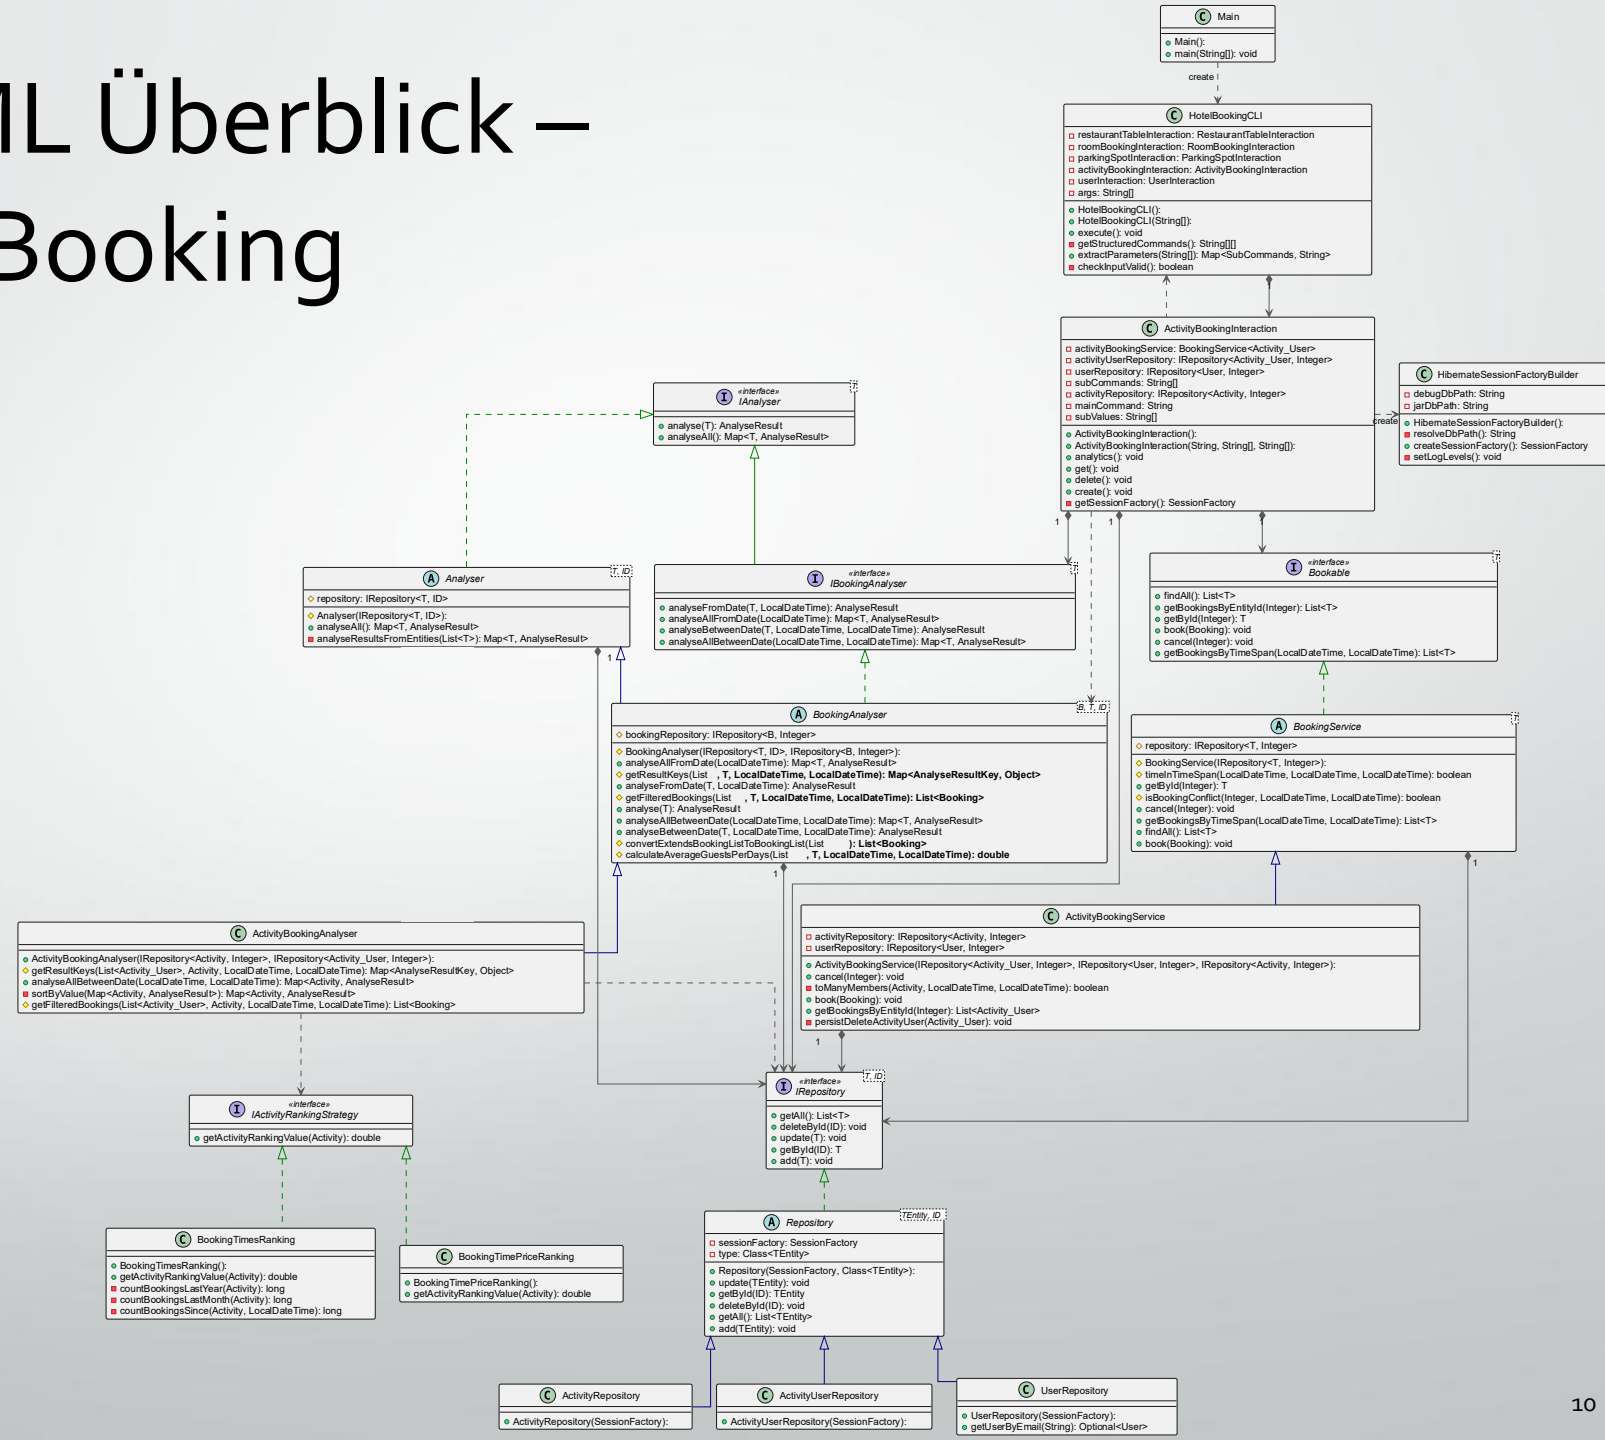 ML Überblick –
Booking
C Main
Main():
main(String[]): void
create
C HotelBookingCLI
restaurantTableInteraction: RestaurantTableInteraction
roomBookingInteraction: RoomBookingInteraction
parkingSpotInteraction: ParkingSpotInteraction
activityBookingInteraction: ActivityBookingInteraction
userInteraction: UserInteraction
args: String[]
HotelBookingCLI():
HotelBookingCLI(String[]):
execute(): void
getStructuredCommands(): String[][]
extractParameters(String[]): Map<SubCommands, String>
checkInputValid(): boolean
1
C ActivityBookingInteraction
activityBookingService: BookingService<Activity_User>
activityUserRepository: IRepository<Activity_User, Integer>
userRepository: IRepository<User, Integer>
subCommands: String[]
activityRepository: IRepository<Activity, Integer>
mainCommand: String
subValues: String[]
ActivityBookingInteraction():
ActivityBookingInteraction(String, String[], String[]):
analytics(): void
get(): void
delete(): void
create(): void
getSessionFactory(): SessionFactory
create
C HibernateSessionFactoryBuilder
debugDbPath: String
jarDbPath: String
HibernateSessionFactoryBuilder():
resolveDbPath(): String
createSessionFactory(): SessionFactory
setLogLevels(): void
«interface»
I IAnalyser
T
analyse(T): AnalyseResult
analyseAll(): Map<T, AnalyseResult>
1
1
1
A Analyser
T, ID
repository: IRepository<T, ID>
Analyser(IRepository<T, ID>):
analyseAll(): Map<T, AnalyseResult>
analyseResultsFromEntities(List<T>): Map<T, AnalyseResult>
1
«interface»
I IBookingAnalyser
T
analyseFromDate(T, LocalDateTime): AnalyseResult
analyseAllFromDate(LocalDateTime): Map<T, AnalyseResult>
analyseBetweenDate(T, LocalDateTime, LocalDateTime): AnalyseResult
analyseAllBetweenDate(LocalDateTime, LocalDateTime): Map<T, AnalyseResult>
«interface»
I Bookable
T
findAll(): List<T>
getBookingsByEntityId(Integer): List<T>
getById(Integer): T
book(Booking): void
cancel(Integer): void
getBookingsByTimeSpan(LocalDateTime, LocalDateTime): List<T>
A BookingAnalyser
B, T, ID
bookingRepository: IRepository<B, Integer>
BookingAnalyser(IRepository<T, ID>, IRepository<B, Integer>):
analyseAllFromDate(LocalDateTime): Map<T, AnalyseResult>
getResultKeys(List , T, LocalDateTime, LocalDateTime): Map<AnalyseResultKey, Object>
analyseFromDate(T, LocalDateTime): AnalyseResult
getFilteredBookings(List , T, LocalDateTime, LocalDateTime): List<Booking>
analyse(T): AnalyseResult
analyseAllBetweenDate(LocalDateTime, LocalDateTime): Map<T, AnalyseResult>
analyseBetweenDate(T, LocalDateTime, LocalDateTime): AnalyseResult
convertExtendsBookingListToBookingList(List ): List<Booking>
calculateAverageGuestsPerDays(List , T, LocalDateTime, LocalDateTime): double
1
A BookingService
T
repository: IRepository<T, Integer>
BookingService(IRepository<T, Integer>):
timeInTimeSpan(LocalDateTime, LocalDateTime, LocalDateTime): boolean
getById(Integer): T
isBookingConflict(Integer, LocalDateTime, LocalDateTime): boolean
cancel(Integer): void
getBookingsByTimeSpan(LocalDateTime, LocalDateTime): List<T>
findAll(): List<T>
book(Booking): void
1
C ActivityBookingAnalyser
ActivityBookingAnalyser(IRepository<Activity, Integer>, IRepository<Activity_User, Integer>):
getResultKeys(List<Activity_User>, Activity, LocalDateTime, LocalDateTime): Map<AnalyseResultKey, Object>
analyseAllBetweenDate(LocalDateTime, LocalDateTime): Map<Activity, AnalyseResult>
sortByValue(Map<Activity, AnalyseResult>): Map<Activity, AnalyseResult>
getFilteredBookings(List<Activity_User>, Activity, LocalDateTime, LocalDateTime): List<Booking>
C ActivityBookingService
activityRepository: IRepository<Activity, Integer>
userRepository: IRepository<User, Integer>
ActivityBookingService(IRepository<Activity_User, Integer>, IRepository<User, Integer>, IRepository<Activity, Integer>):
cancel(Integer): void
toManyMembers(Activity, LocalDateTime, LocalDateTime): boolean
book(Booking): void
getBookingsByEntityId(Integer): List<Activity_User>
persistDeleteActivityUser(Activity_User): void
1
«interface»
I IActivityRankingStrategy
getActivityRankingValue(Activity): double
«interface»
I IRepository
T, ID
getAll(): List<T>
deleteById(ID): void
update(T): void
getById(ID): T
add(T): void
C BookingTimesRanking
BookingTimesRanking():
getActivityRankingValue(Activity): double
countBookingsLastYear(Activity): long
countBookingsLastMonth(Activity): long
countBookingsSince(Activity, LocalDateTime): long
C BookingTimePriceRanking
BookingTimePriceRanking():
getActivityRankingValue(Activity): double
A Repository
TEntity, ID
sessionFactory: SessionFactory
type: Class<TEntity>
Repository(SessionFactory, Class<TEntity>):
update(TEntity): void
getById(ID): TEntity
deleteById(ID): void
getAll(): List<TEntity>
add(TEntity): void
C ActivityRepository
ActivityRepository(SessionFactory):
C ActivityUserRepository
ActivityUserRepository(SessionFactory):
C UserRepository
UserRepository(SessionFactory):
getUserByEmail(String): Optional<User>
10